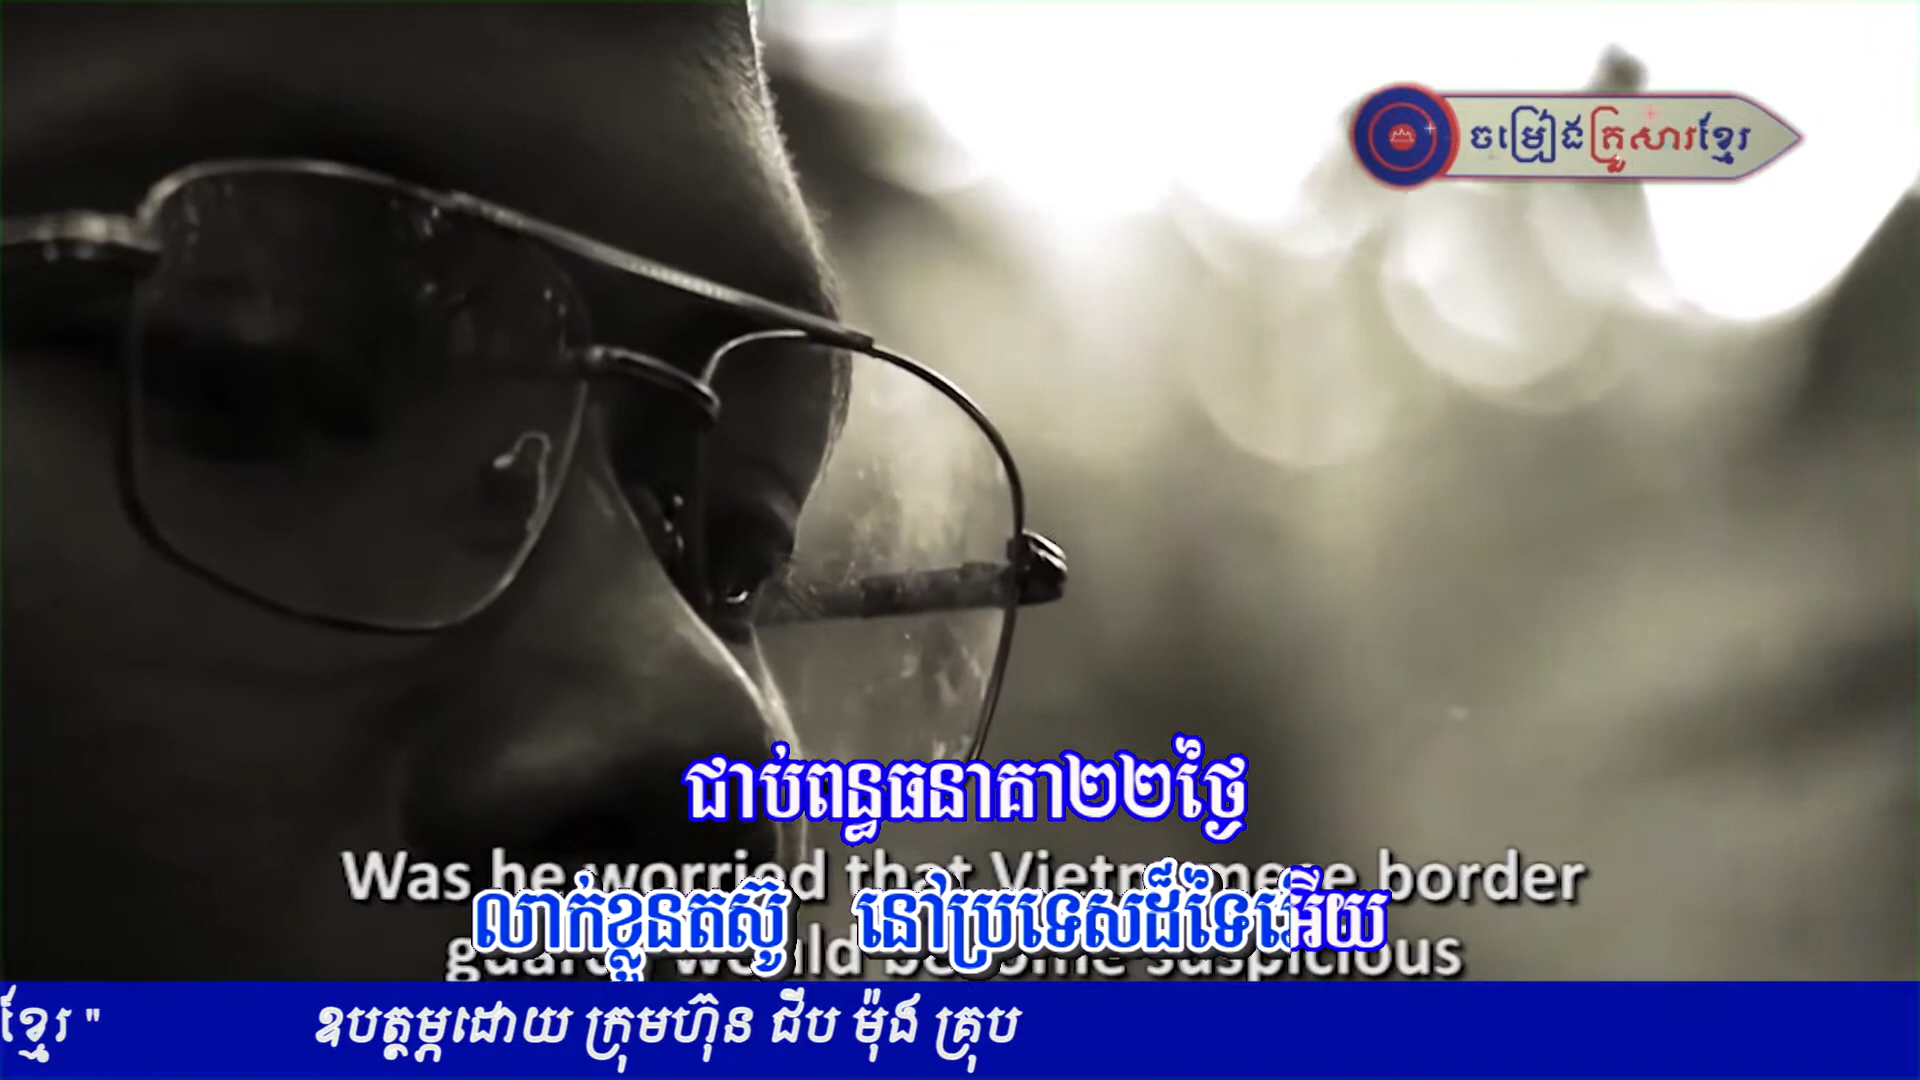 ចម្រៀងគ្រួសារខ្មែរ
ជាប់ពន្ធធនាគា២២ថ្ងៃ
Was he worried that Vietnamese border
លាក់ខ្លួនតស៊ូ នៅប្រទេសដ៏ទៃអើយ
guards would become suspicious
ខ្មែរ " ឧបត្ថម្ភដោយ ក្រុមហ៊ុន ជីប ម៉ុង គ្រុប